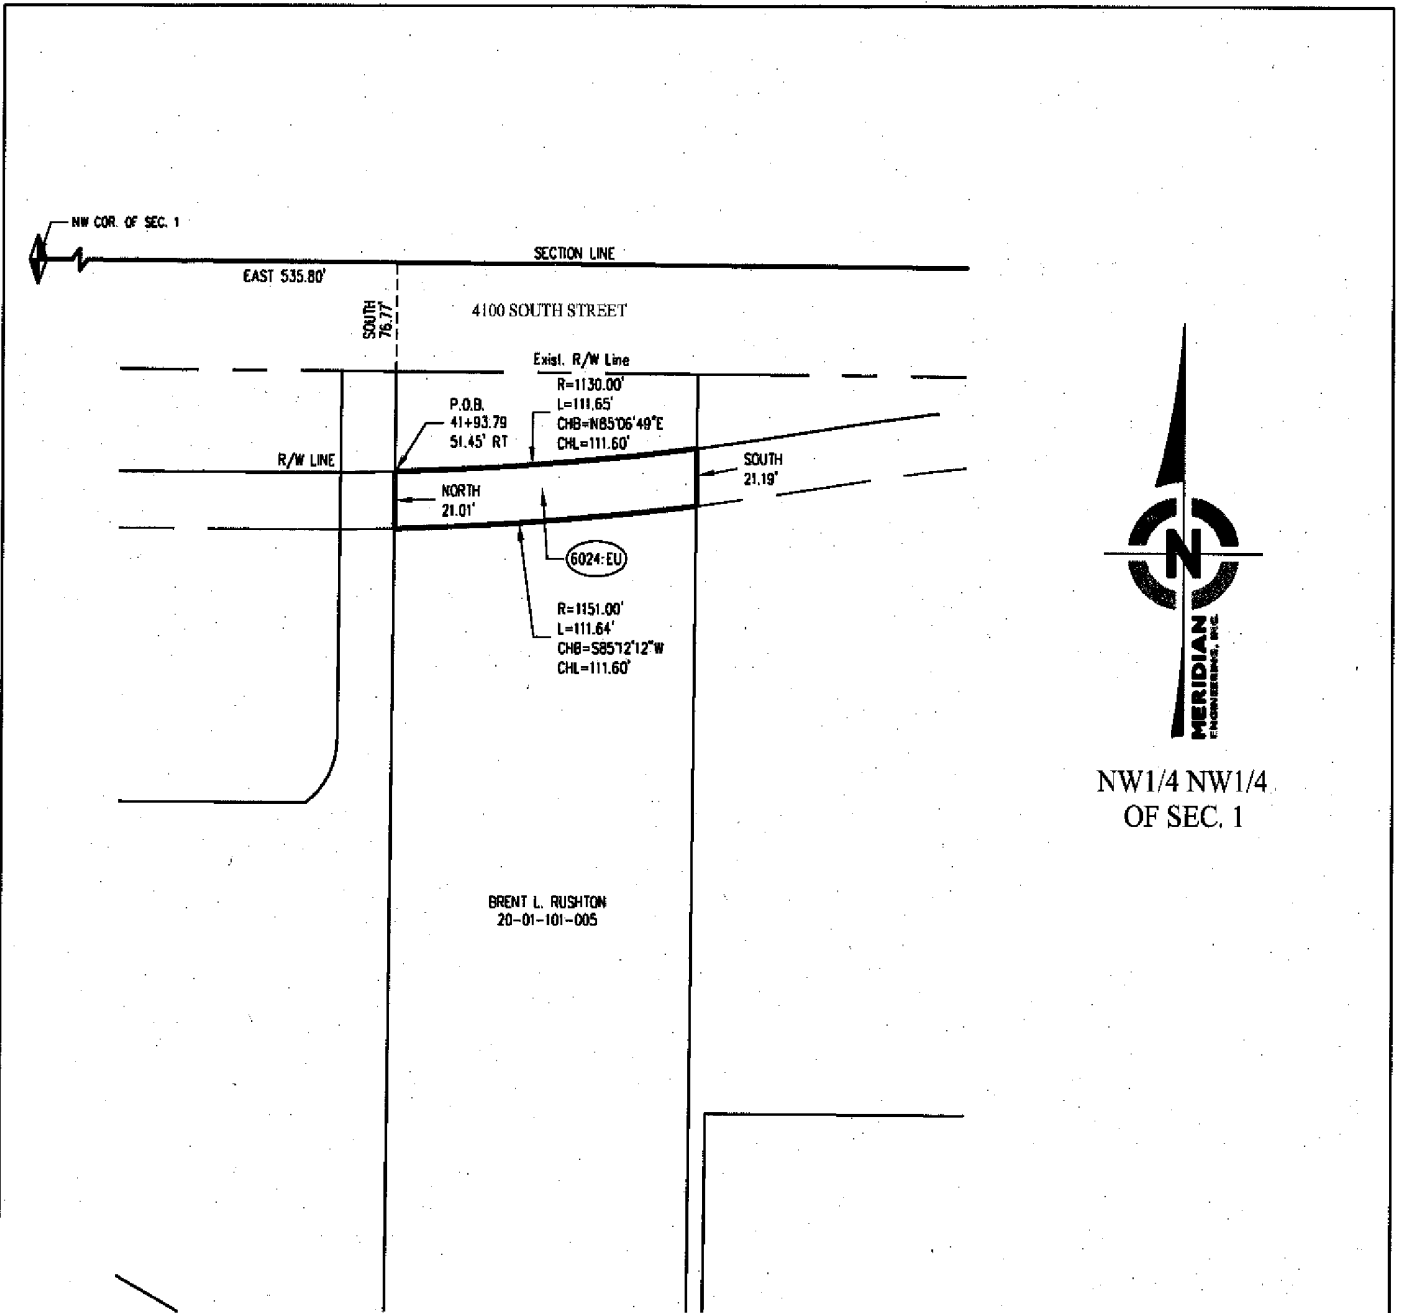 NW COR. OF SEC. 1
SECTION LINE
EAST 535.80'
SOUTH
76.77'
4100 SOUTH STREET
Exist. R/W Line
R=1130.00'
L=111.65'
CHB=N85°06'49"E
CHL=111.60'
P.O.B.
41+93.79
51.45' RT
R/W LINE
SOUTH
21.19'
NORTH
21.01'
6024:EU
R=1151.00'
L=111.64'
CHB=S85°12'12"W
CHL=111.60'
N
MERIDIAN
ENGINEERING, INC.
NW1/4 NW1/4
OF SEC. 1
BRENT L. RUSHTON
20-01-101-005